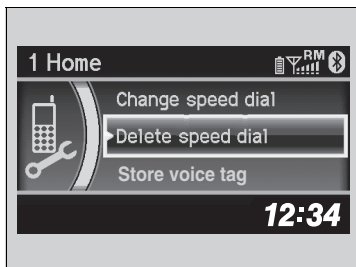 1 Home
RM
Change speed dial
Delete speed dial
Store voice tag
12:34